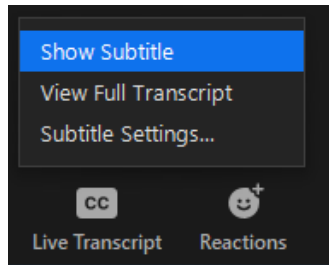 Show Subtitle
View Full Transcript
Subtitle Settings...
CC
Live Transcript Reactions